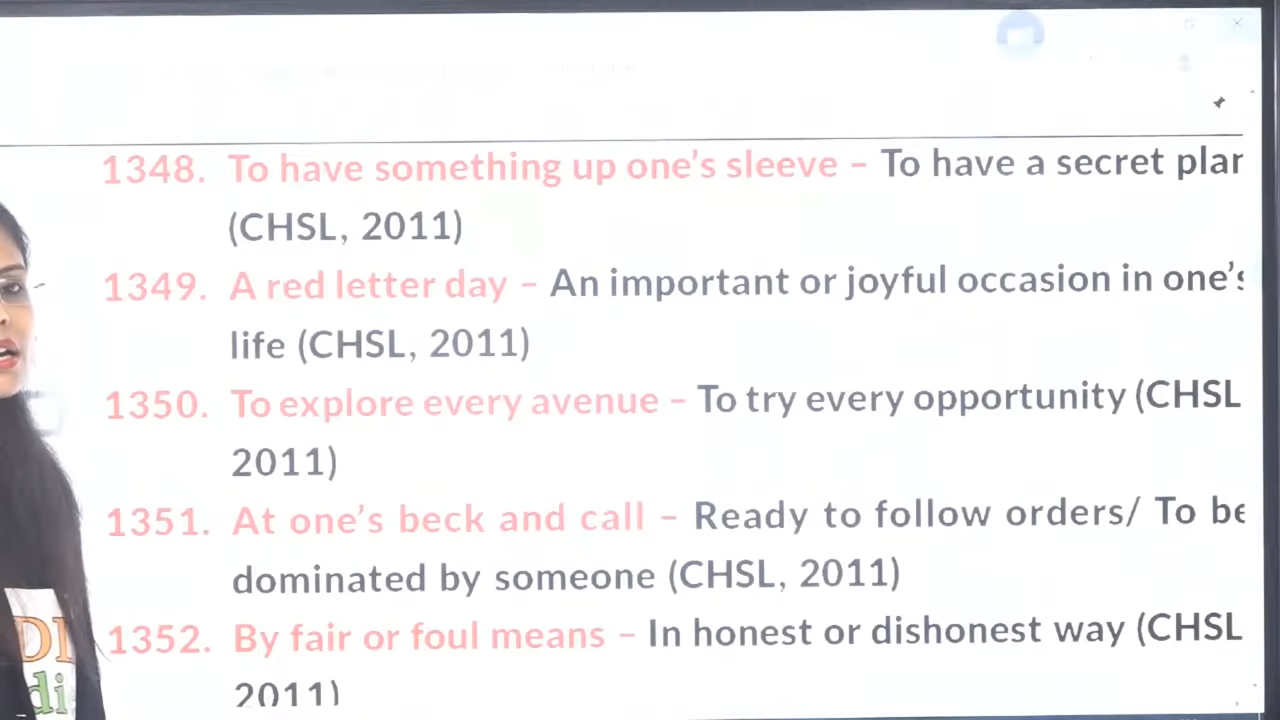 1348. To have something up one's sleeve – To have a secret plan
(CHSL, 2011)
1349. A red letter day – An important or joyful occasion in one's
life (CHSL, 2011)
1350. To explore every avenue – To try every opportunity (CHSL
2011)
1351. At one's beck and call – Ready to follow orders/ To be
dominated by someone (CHSL, 2011)
1352. By fair or foul means – In honest or dishonest way (CHSL
2011)